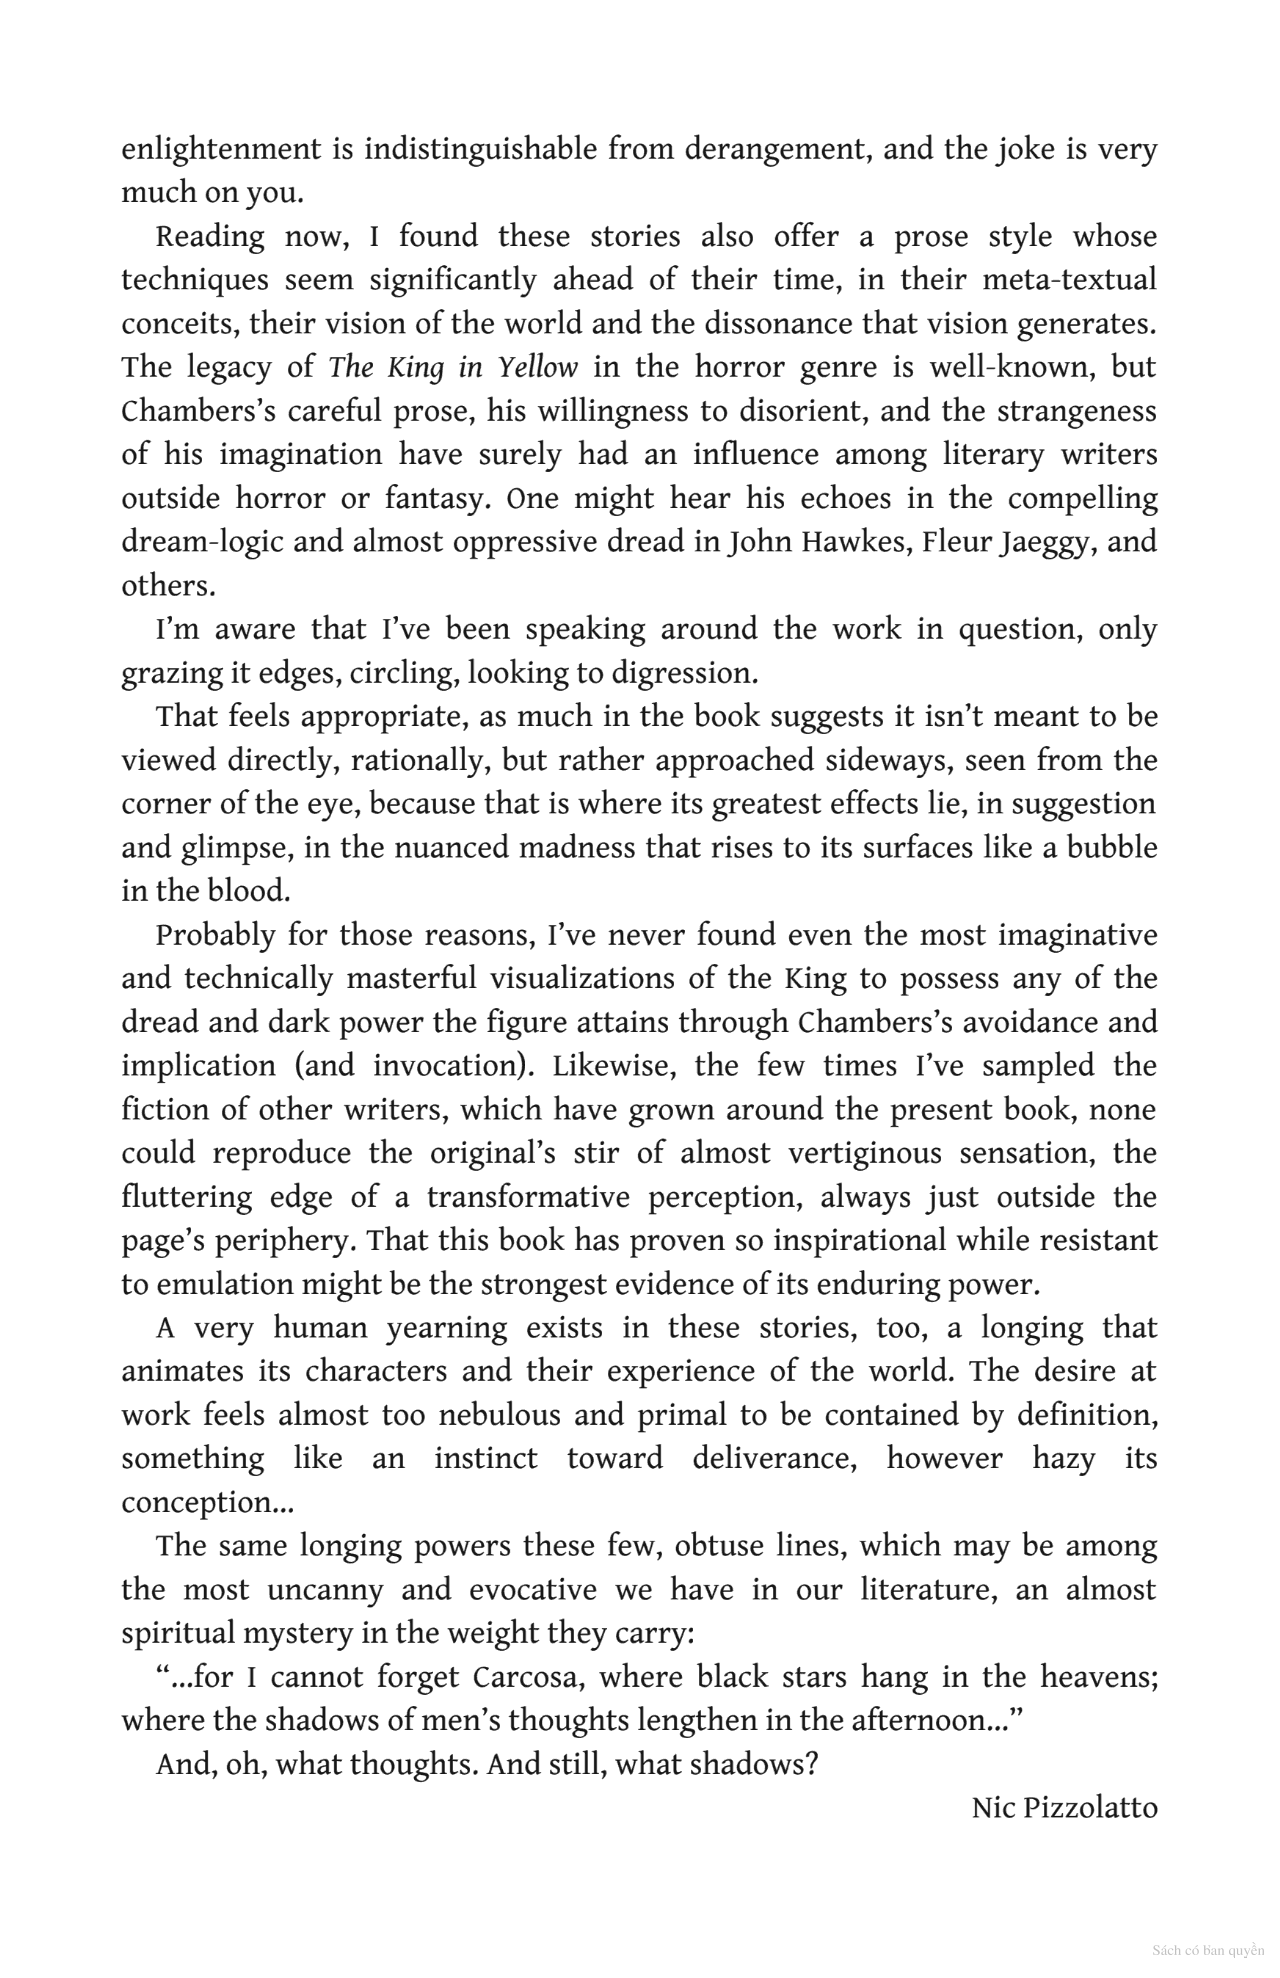 enlightenment is indistinguishable from derangement, and the joke is very
much on you.
Reading now, I found these stories also offer a prose style whose
techniques seem significantly ahead of their time, in their meta-textual
conceits, their vision of the world and the dissonance that vision generates.
The legacy of The King in Yellow in the horror genre is well-known, but
Chambers’s careful prose, his willingness to disorient, and the strangeness
of his imagination have surely had an influence among literary writers
outside horror or fantasy. One might hear his echoes in the compelling
dream-logic and almost oppressive dread in John Hawkes, Fleur Jaeggy, and
others.
I’m aware that I’ve been speaking around the work in question, only
grazing it edges, circling, looking to digression.
That feels appropriate, as much in the book suggests it isn’t meant to be
viewed directly, rationally, but rather approached sideways, seen from the
corner of the eye, because that is where its greatest effects lie, in suggestion
and glimpse, in the nuanced madness that rises to its surfaces like a bubble
in the blood.
Probably for those reasons, I’ve never found even the most imaginative
and technically masterful visualizations of the King to possess any of the
dread and dark power the figure attains through Chambers’s avoidance and
implication (and invocation). Likewise, the few times I’ve sampled the
fiction of other writers, which have grown around the present book, none
could reproduce the original’s stir of almost vertiginous sensation, the
fluttering edge of a transformative perception, always just outside the
page’s periphery. That this book has proven so inspirational while resistant
to emulation might be the strongest evidence of its enduring power.
A very human yearning exists in these stories, too, a longing that
animates its characters and their experience of the world. The desire at
work feels almost too nebulous and primal to be contained by definition,
something like an instinct toward deliverance, however hazy its
conception...
The same longing powers these few, obtuse lines, which may be among
the most uncanny and evocative we have in our literature, an almost
spiritual mystery in the weight they carry:
“...for I cannot forget Carcosa, where black stars hang in the heavens;
where the shadows of men’s thoughts lengthen in the afternoon...”
And, oh, what thoughts. And still, what shadows?
Nic Pizzolatto
Sách có bản quyền